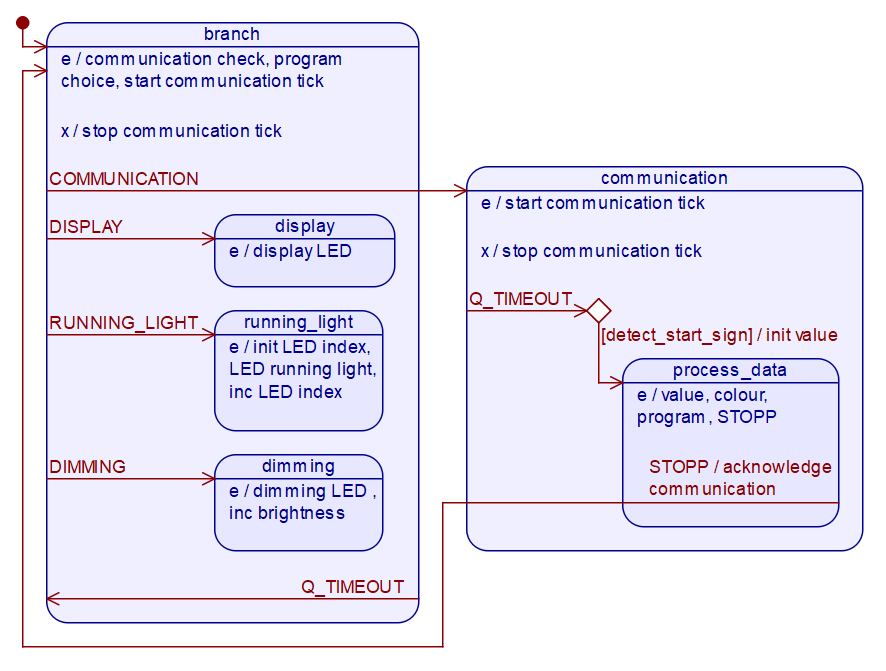 branch
e / communication check, program
choice, start communication tick
x / stop communication tick
COMMUNICATION
DISPLAY
display
e / display LED
RUNNING_LIGHT
running_light
e / init LED index,
LED running light,
inc LED index
DIMMING
dimming
e / dimming LED ,
inc brightness
Q_TIMEOUT
communication
e / start communication tick
x / stop communication tick
Q_TIMEOUT
[detect_start_sign] / init value
process_data
e / value, colour,
program, STOPP
STOPP / acknowledge
communication